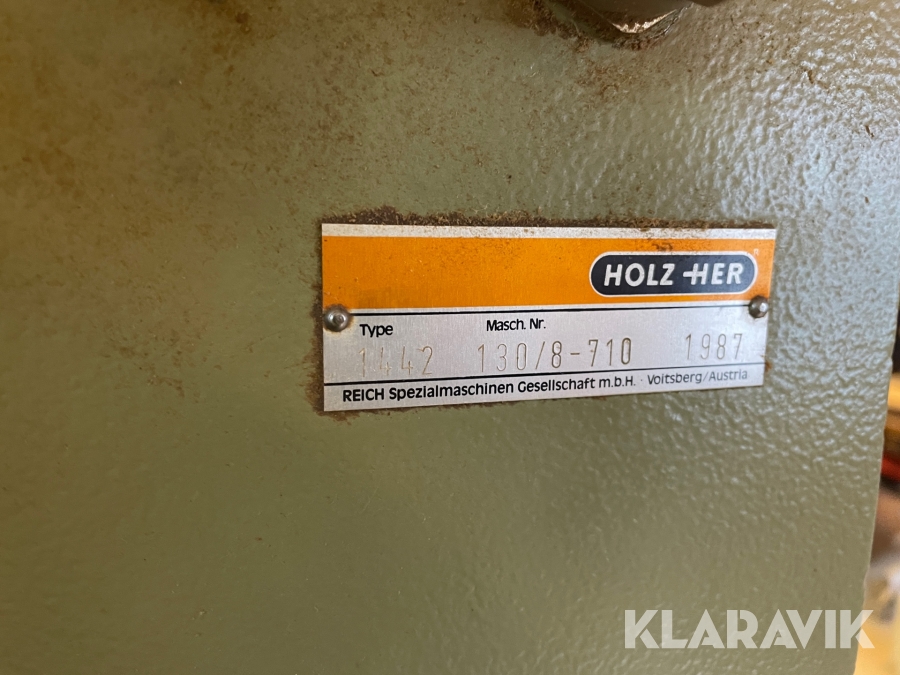 HOLZ-HER
Type Masch. Nr.
1442 130/8-710 1987
REICH Spezialmaschinen Gesellschaft m.b.H. · Voitsberg/Austria
KLARAVIK